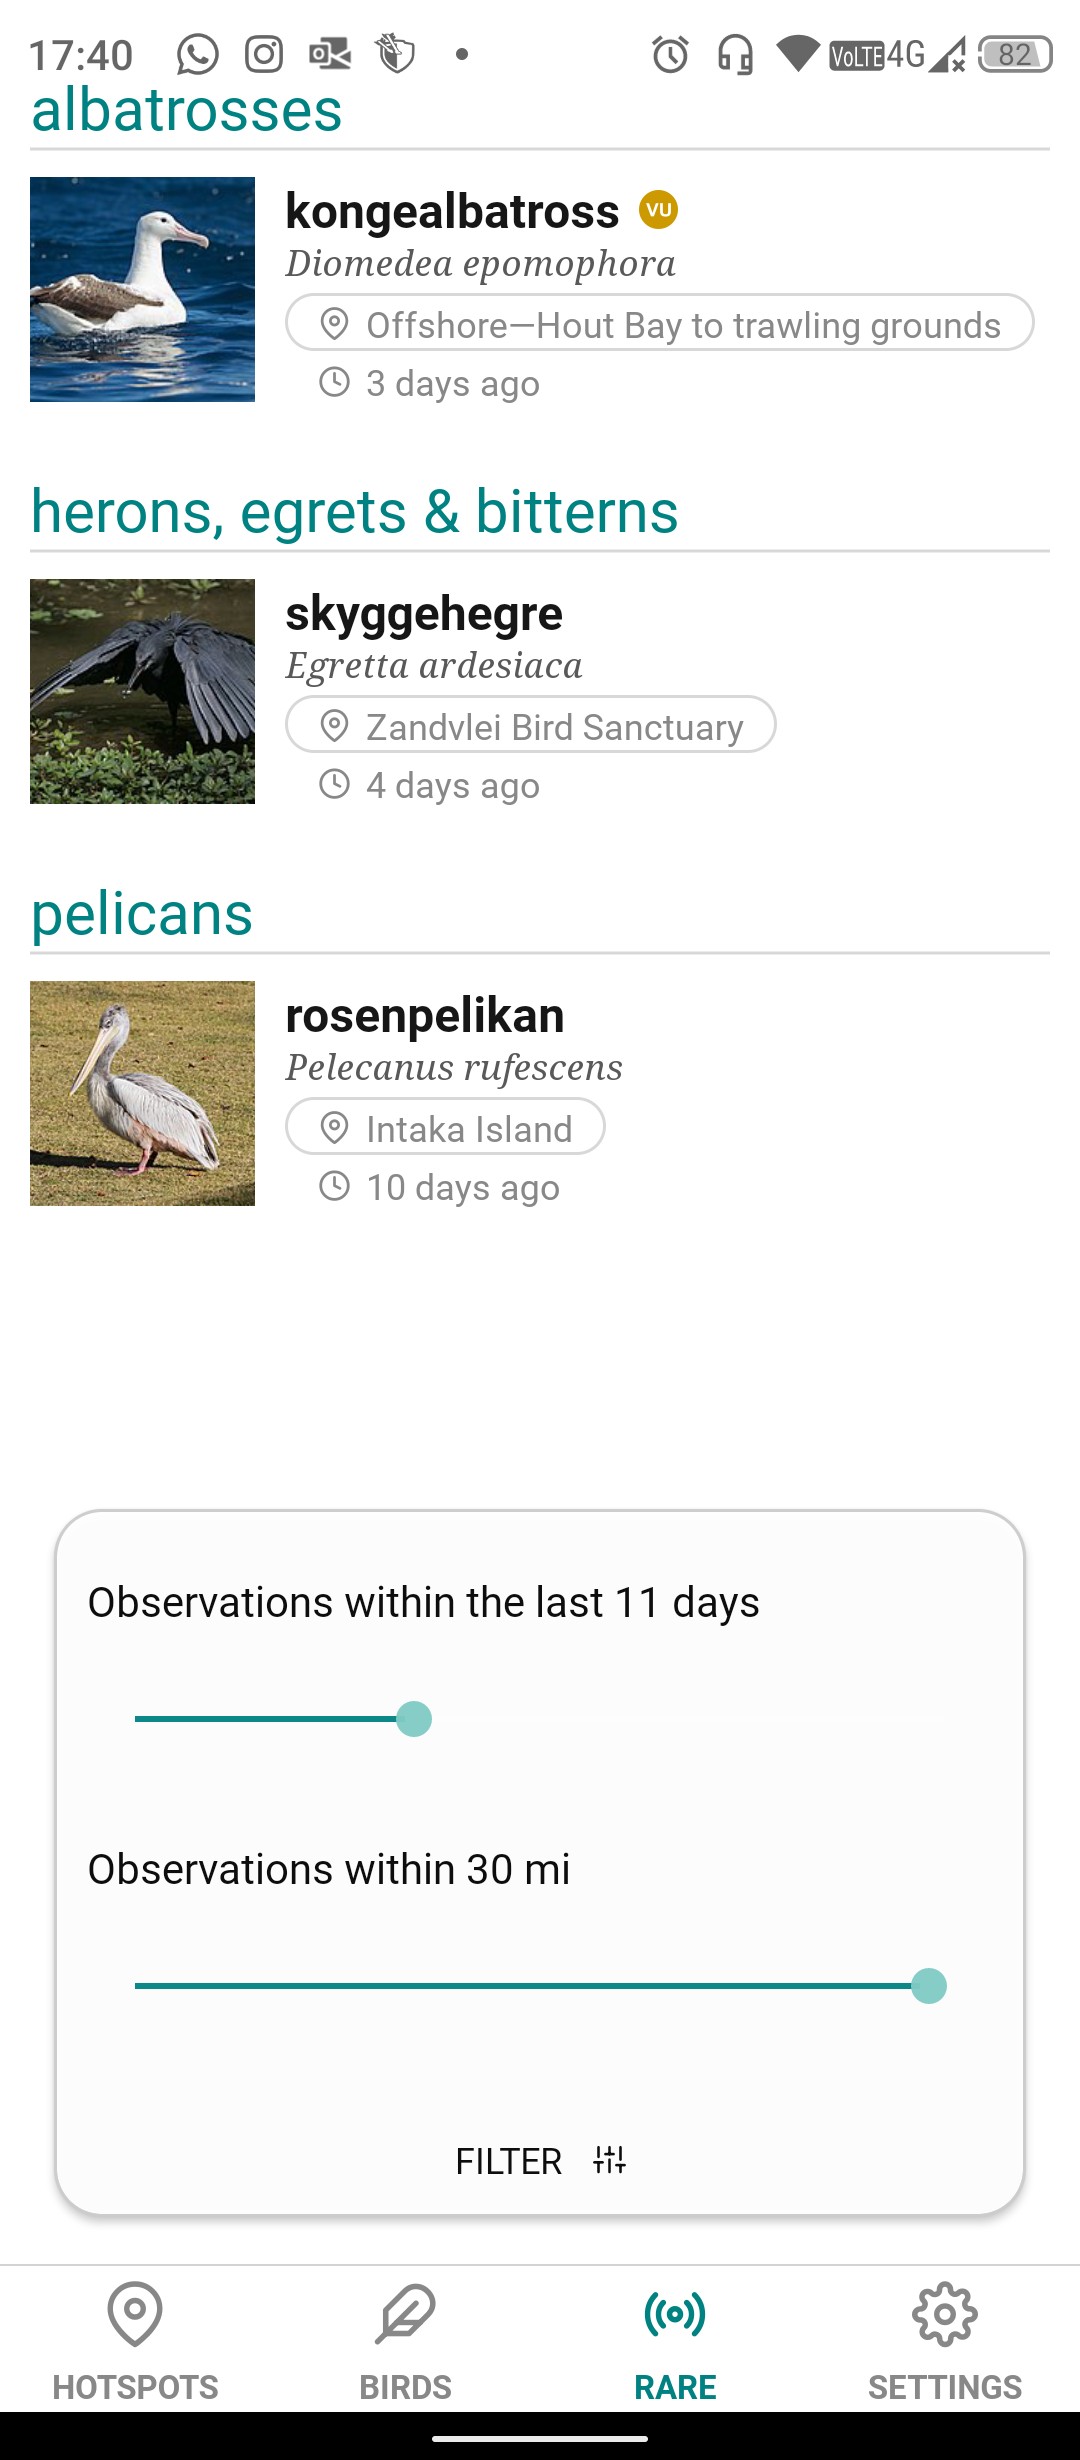 17:40
VoLTE 4G 82
albatrosses
kongealbatross VU
Diomedea epomophora
Offshore—Hout Bay to trawling grounds
3 days ago
herons, egrets & bitterns
skyggehegre
Egretta ardesiaca
Zandvlei Bird Sanctuary
4 days ago
pelicans
rosenpelikan
Pelecanus rufescens
Intaka Island
10 days ago
Observations within the last 11 days
Observations within 30 mi
FILTER
HOTSPOTS BIRDS RARE SETTINGS